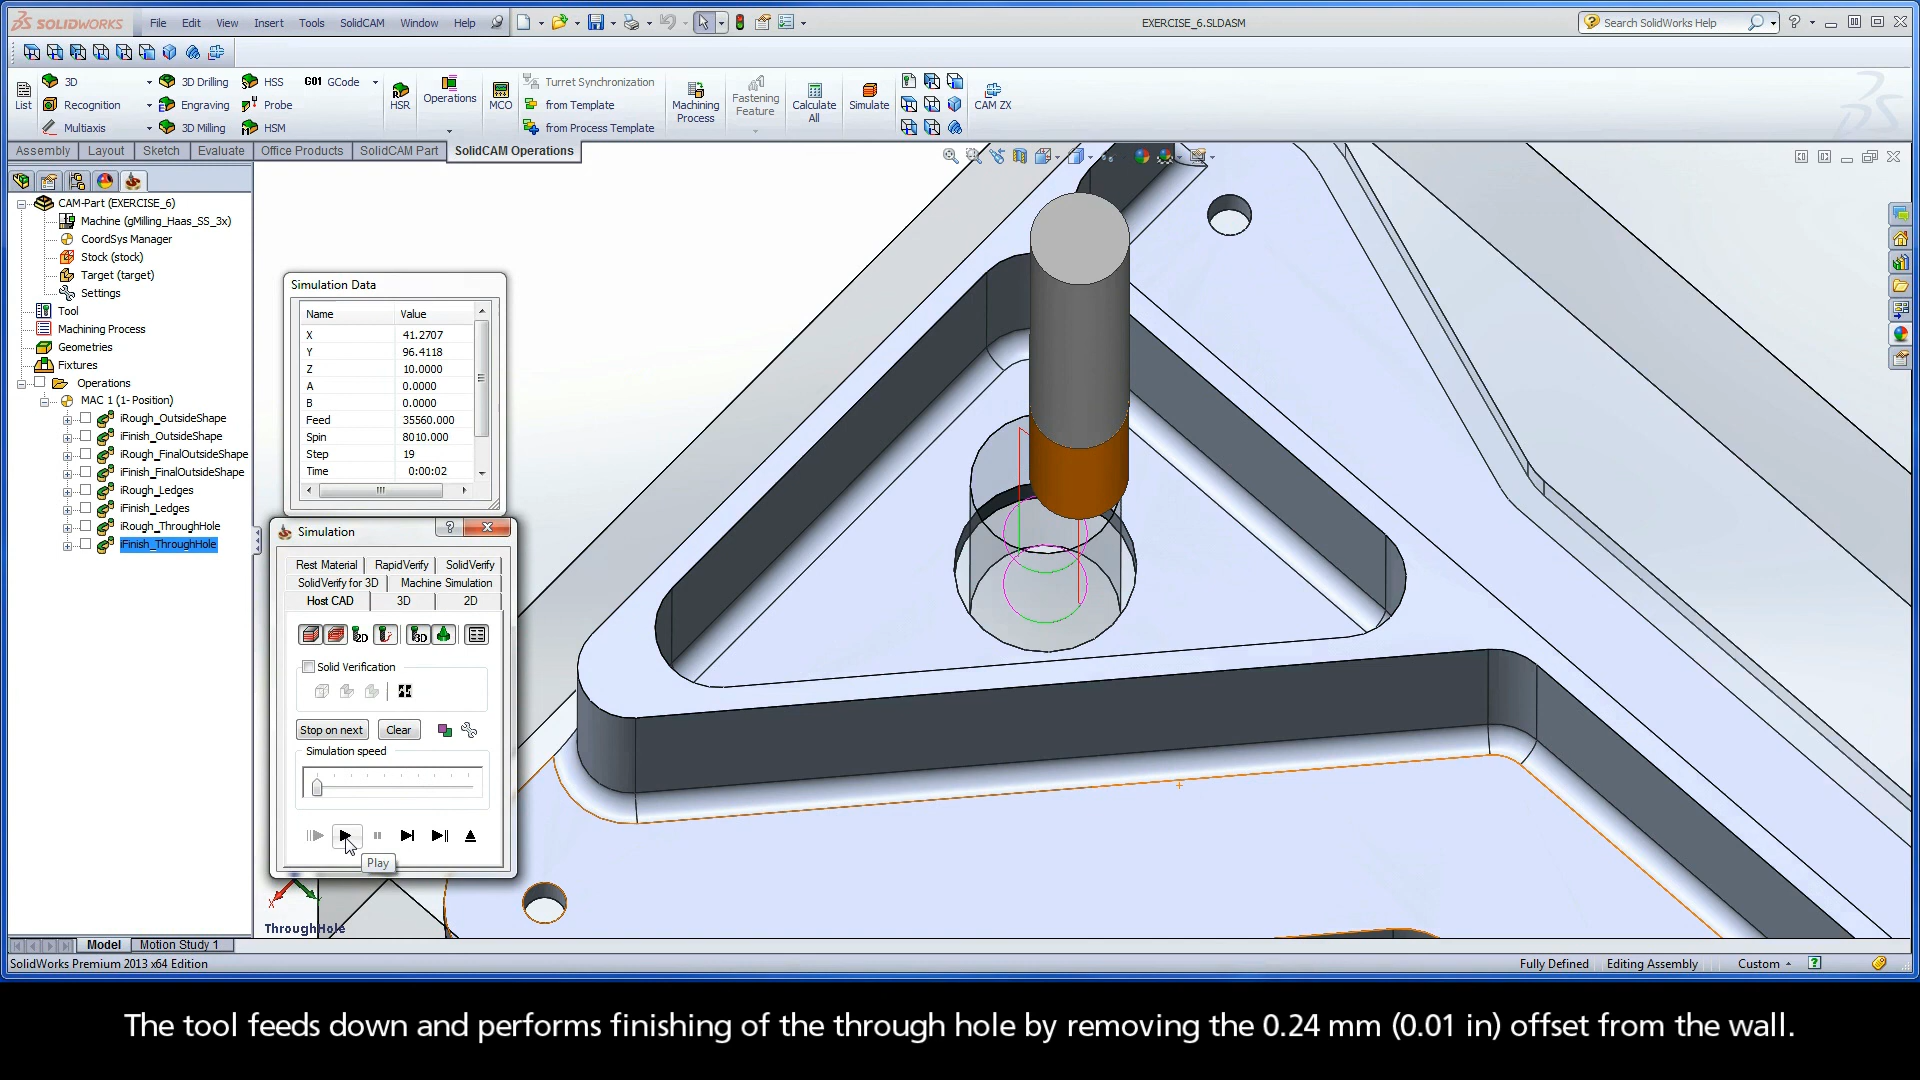 SOLIDWORKS File Edit View Insert Tools SolidCAM Window Help EXERCISE_6.SLDASM Search SolidWorks Help
3D 3D Drilling HSS G01 GCode Turret Synchronization
List Recognition Engraving Probe HSR Operations MCO from Template Machining Process Fastening Feature Calculate All Simulate CAM ZX
Multiaxis 3D Milling HSM from Process Template
Assembly Layout Sketch Evaluate Office Products SolidCAM Part SolidCAM Operations
CAM-Part (EXERCISE_6)
Machine (gMilling_Haas_SS_3x)
CoordSys Manager
Stock (stock)
Target (target)
Settings
Tool
Machining Process
Geometries
Fixtures
Operations
MAC 1 (1- Position)
iRough_OutsideShape
iFinish_OutsideShape
iRough_FinalOutsideShape
iFinish_FinalOutsideShape
iRough_Ledges
iFinish_Ledges
iRough_ThroughHole
iFinish_ThroughHole
Simulation Data
Name Value
X 41.2707
Y 96.4118
Z 10.0000
A 0.0000
B 0.0000
Feed 35560.000
Spin 8010.000
Step 19
Time 0:00:02
Simulation
Rest Material RapidVerify SolidVerify
SolidVerify for 3D Machine Simulation
Host CAD 3D 2D
2D 3D
Solid Verification
Stop on next Clear
Simulation speed
Play
X
ThroughHole
Model Motion Study 1
SolidWorks Premium 2013 x64 Edition Fully Defined Editing Assembly Custom
The tool feeds down and performs finishing of the through hole by removing the 0.24 mm (0.01 in) offset from the wall.